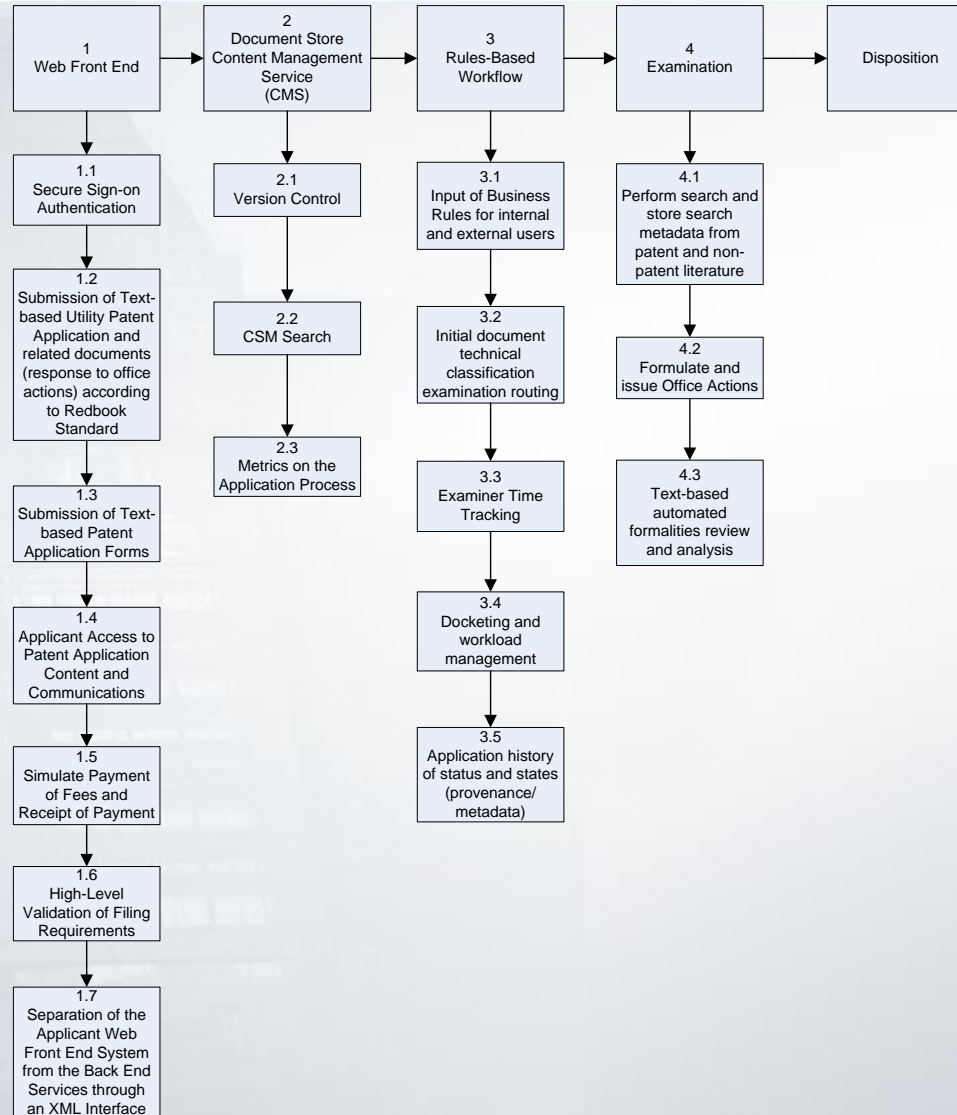 1
Web Front End
2
Document Store
Content Management
Service
(CMS)
3
Rules-Based
Workflow
4
Examination
Disposition
1.1
Secure Sign-on
Authentication
1.2
Submission of Text-
based Utility Patent
Application and
related documents
(response to office
actions) according
to Redbook
Standard
1.3
Submission of Text-
based Patent
Application Forms
1.4
Applicant Access to
Patent Application
Content and
Communications
1.5
Simulate Payment
of Fees and
Receipt of Payment
1.6
High-Level
Validation of Filing
Requirements
1.7
Separation of the
Applicant Web
Front End System
from the Back End
Services through
an XML Interface
2.1
Version Control
2.2
CSM Search
2.3
Metrics on the
Application Process
3.1
Input of Business
Rules for internal
and external users
3.2
Initial document
technical
classification
examination routing
3.3
Examiner Time
Tracking
3.4
Docketing and
workload
management
3.5
Application history
of status and states
(provenance/
metadata)
4.1
Perform search and
store search
metadata from
patent and non-
patent literature
4.2
Formulate and
issue Office Actions
4.3
Text-based
automated
formalities review
and analysis